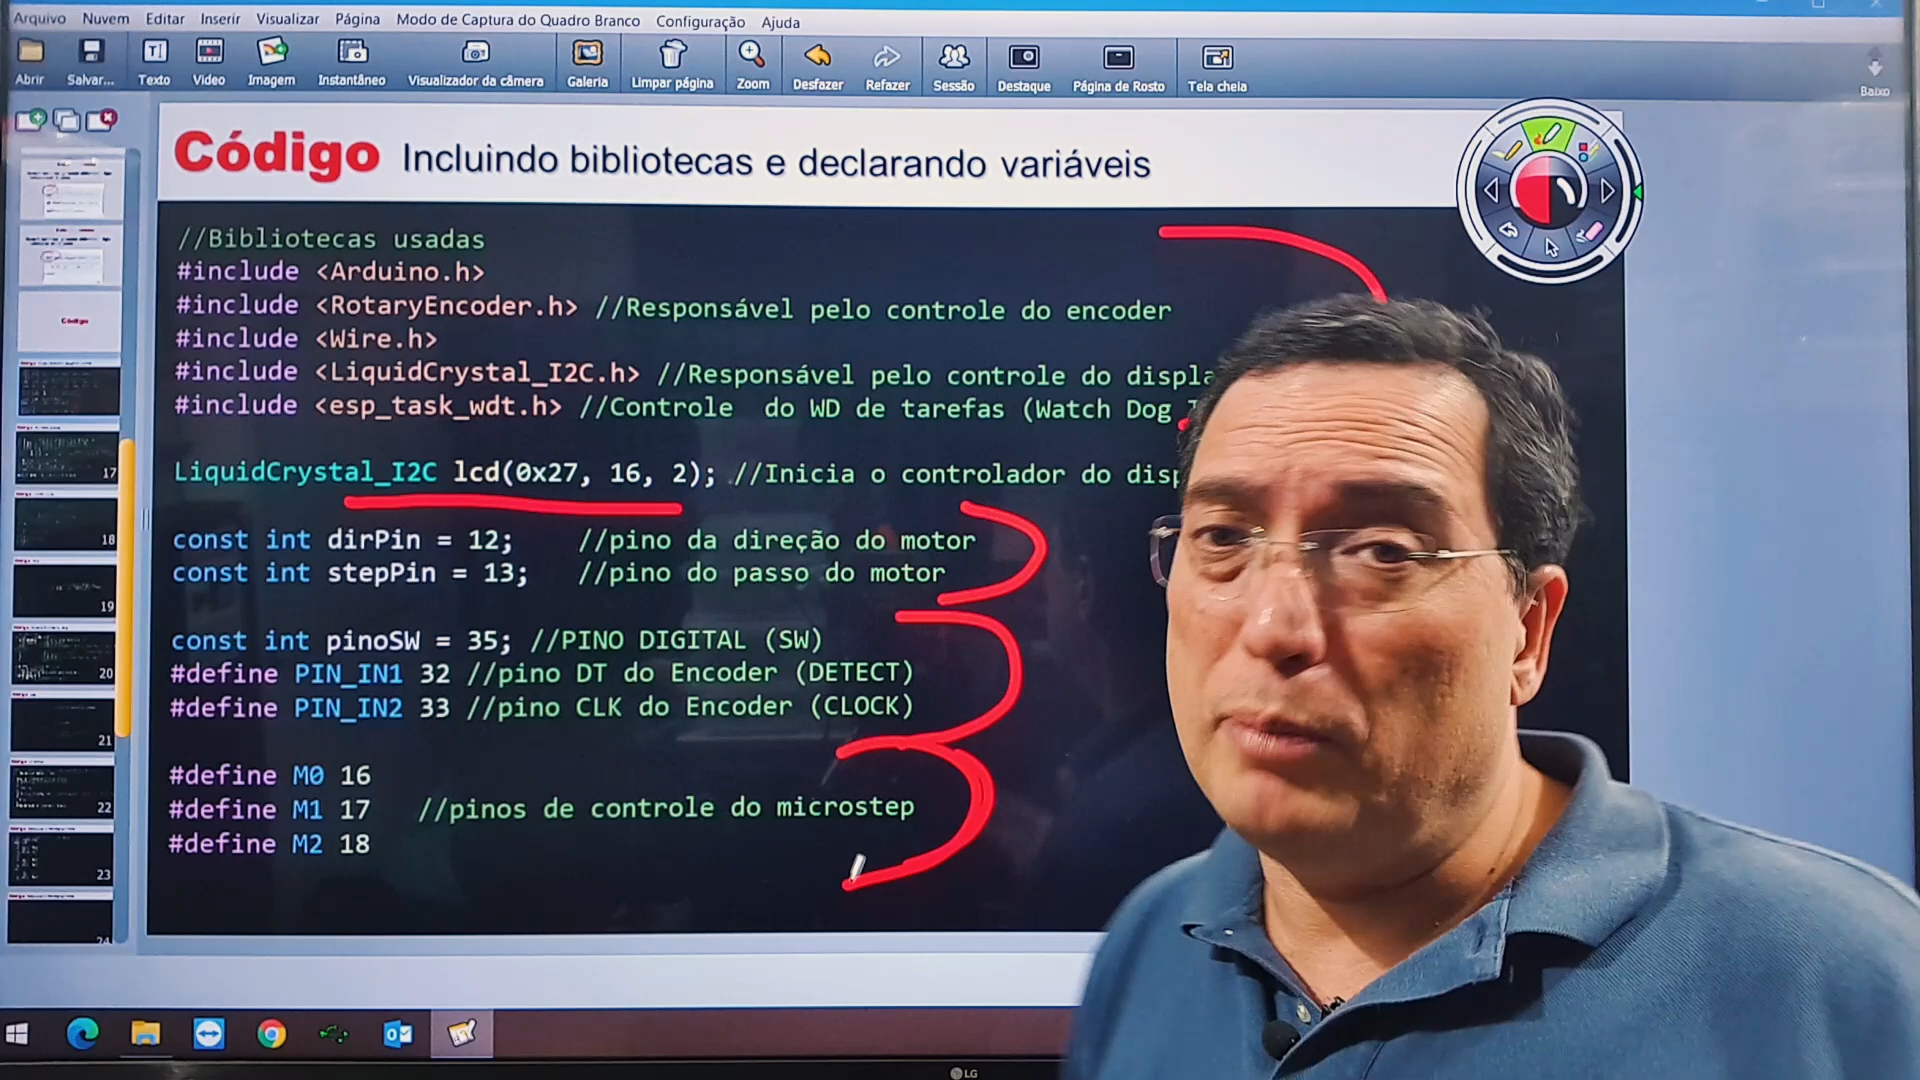 Arquivo Nuvem Editar Inserir Visualizar Página Modo de Captura do Quadro Branco Configuração Ajuda
Abrir Salvar... Texto Video Imagem Instantâneo Visualizador da câmera Galeria Limpar página Zoom Desfazer Refazer Sessão Destaque Página de Rosto Tela cheia Baixo
Código Incluindo bibliotecas e declarando variáveis
//Bibliotecas usadas
#include <Arduino.h>
#include <RotaryEncoder.h> //Responsável pelo controle do encoder
#include <Wire.h>
#include <LiquidCrystal_I2C.h> //Responsável pelo controle do displa
#include <esp_task_wdt.h> //Controle do WD de tarefas (Watch Dog
LiquidCrystal_I2C lcd(0x27, 16, 2); //Inicia o controlador do disp
const int dirPin = 12; //pino da direção do motor
const int stepPin = 13; //pino do passo do motor
const int pinoSW = 35; //PINO DIGITAL (SW)
#define PIN_IN1 32 //pino DT do Encoder (DETECT)
#define PIN_IN2 33 //pino CLK do Encoder (CLOCK)
#define M0 16
#define M1 17 //pinos de controle do microstep
#define M2 18
Código
17
18
19
20
21
22
23
24
LG